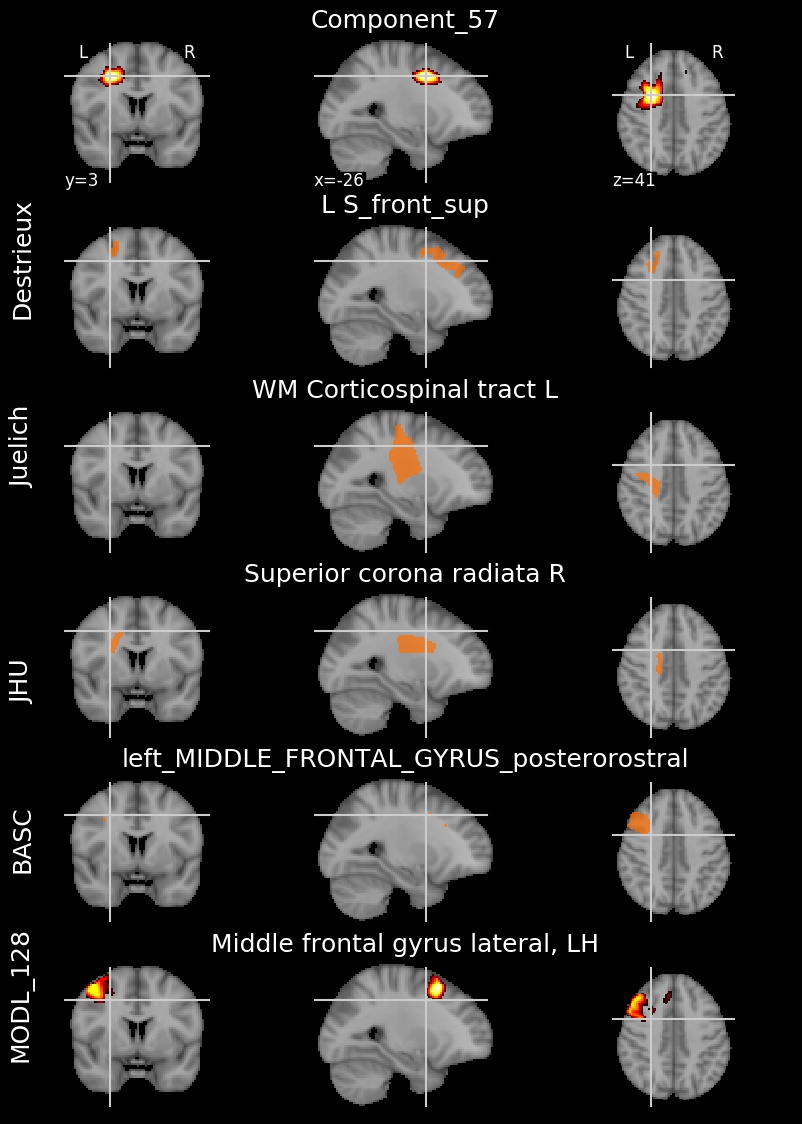 Component_57
L R
L R
y=3
x=-26
z=41
L S_front_sup
Destrieux
WM Corticospinal tract L
Juelich
Superior corona radiata R
JHU
left_MIDDLE_FRONTAL_GYRUS_posterorostral
BASC
Middle frontal gyrus lateral, LH
MODL_128